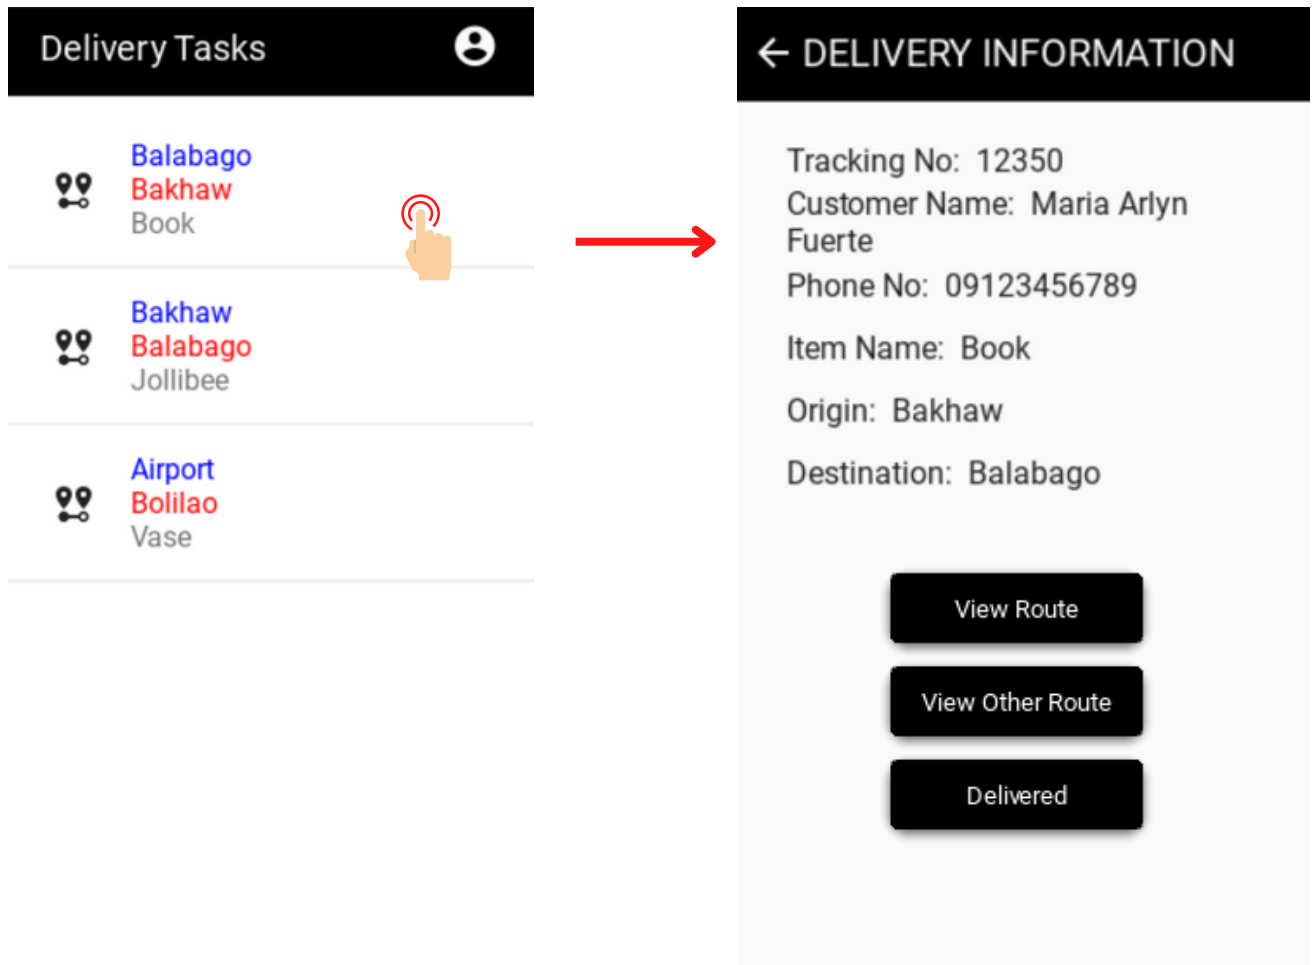 Delivery Tasks
Balabago
Bakhaw
Book
Bakhaw
Balabago
Jollibee
Airport
Bolilao
Vase
DELIVERY INFORMATION
Tracking No: 12350
Customer Name: Maria Arlyn
Fuerte
Phone No: 09123456789
Item Name: Book
Origin: Bakhaw
Destination: Balabago
View Route
View Other Route
Delivered